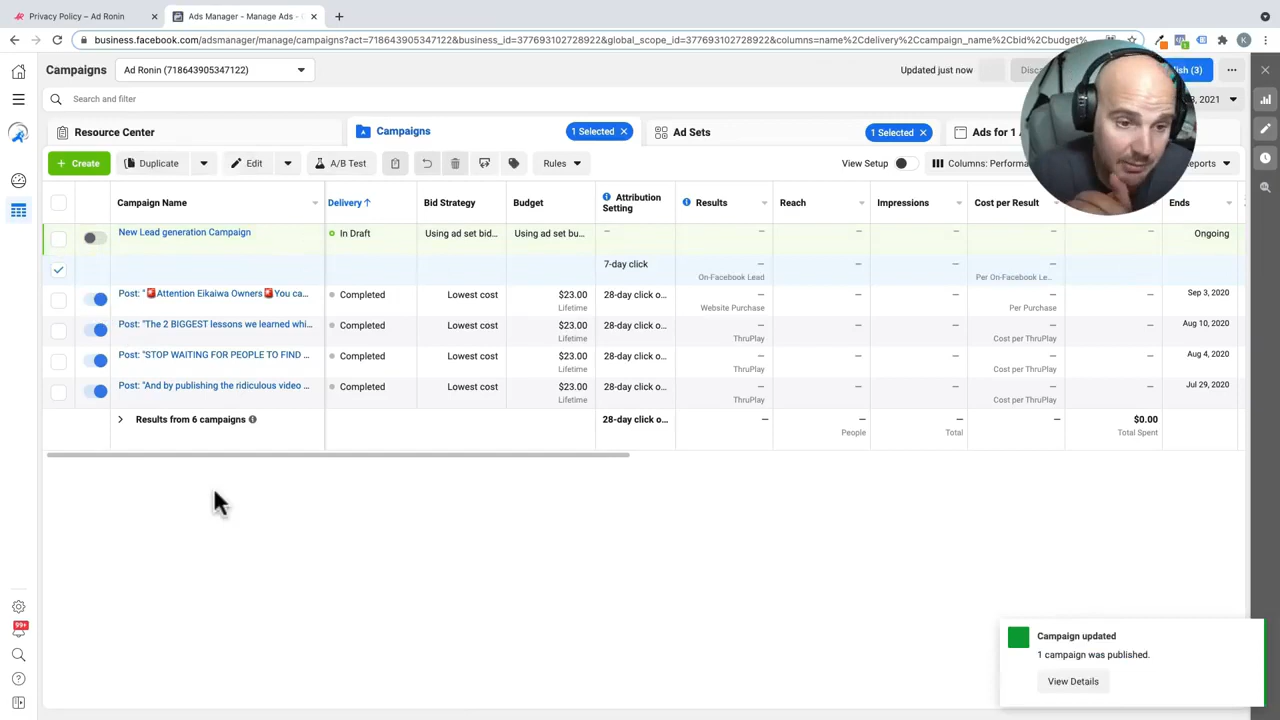 Privacy Policy – Ad Ronin
Ads Manager - Manage Ads -
business.facebook.com/adsmanager/manage/campaigns?act=718643905347122&business_id=377693102728922&global_scope_id=377693102728922&columns=name%2Cdelivery%2Ccampaign_name%2Cbid%2Cbudget%
K
Campaigns
Ad Ronin (718643905347122)
Updated just now
(3)
Search and filter
2021
Resource Center
Campaigns
1 Selected
Ad Sets
1 Selected
Ads for 1
Create
Duplicate
Edit
A/B Test
Rules
View Setup
Columns: Performa
Campaign Name
Delivery ↑
Bid Strategy
Budget
Attribution Setting
Results
Reach
Impressions
Cost per Result
Ends
New Lead generation Campaign
In Draft
Using ad set bid...
Using ad set bu...
–
–
–
–
–
–
Ongoing
7-day click
–
On-Facebook Lead
–
–
–
Per On-Facebook Le...
–
Post: "🚨Attention Eikaiwa Owners🚨You ca...
Completed
Lowest cost
$23.00
Lifetime
28-day click o...
–
Website Purchase
–
–
–
Per Purchase
–
Sep 3, 2020
Post: "The 2 BIGGEST lessons we learned whi...
Completed
Lowest cost
$23.00
Lifetime
28-day click o...
–
ThruPlay
–
–
–
Cost per ThruPlay
–
Aug 10, 2020
Post: "STOP WAITING FOR PEOPLE TO FIND ...
Completed
Lowest cost
$23.00
Lifetime
28-day click o...
–
ThruPlay
–
–
–
Cost per ThruPlay
–
Aug 4, 2020
Post: "And by publishing the ridiculous video ...
Completed
Lowest cost
$23.00
Lifetime
28-day click o...
–
ThruPlay
–
–
–
Cost per ThruPlay
–
Jul 29, 2020
Results from 6 campaigns
28-day click o...
–
–
People
–
Total
–
$0.00
Total Spent
99+
Campaign updated
1 campaign was published.
View Details